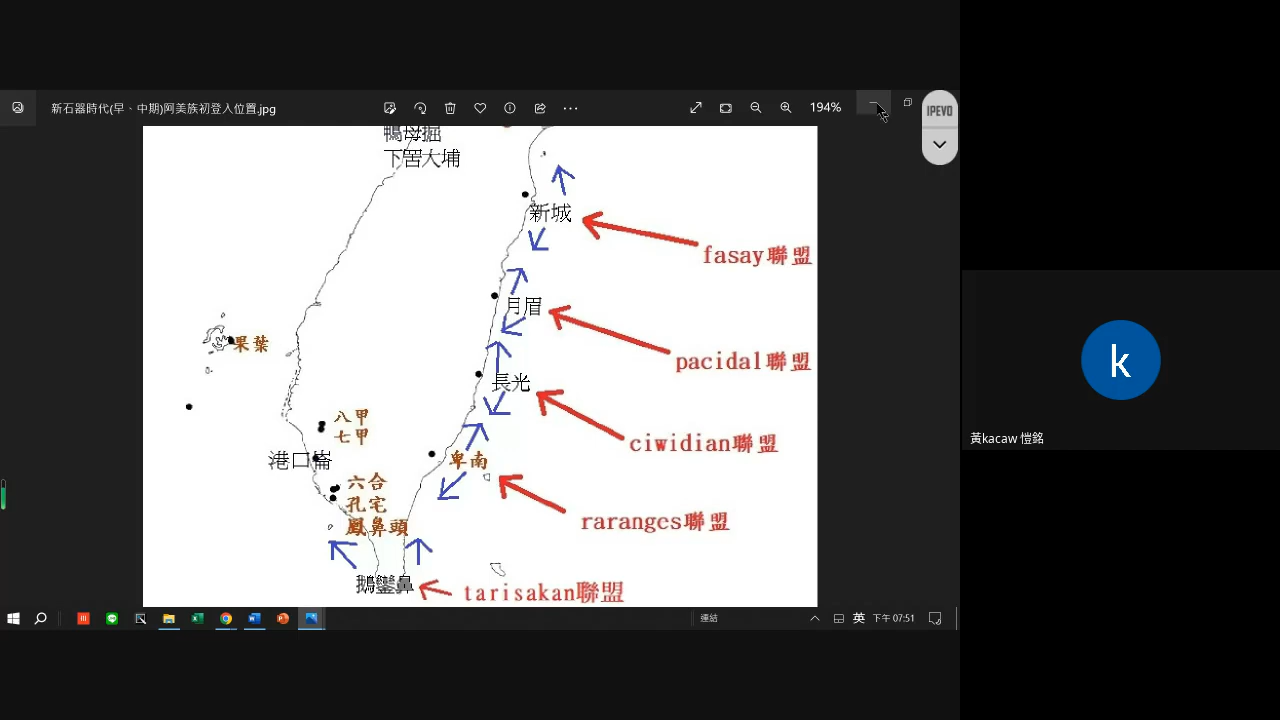 新石器時代(早、中期)阿美族初登入位置.jpg
194%
IPEVO
鴨母掘
下罟大埔
新城
fasay聯盟
月眉
果葉
pacidal聯盟
長光
八甲
七甲
ciwidian聯盟
港口崙
卑南
六合
孔宅
鳳鼻頭
raranges聯盟
鵝鑾鼻
tarisakan聯盟
k
黃kacaw 愷銘
連結
英
下午 07:51